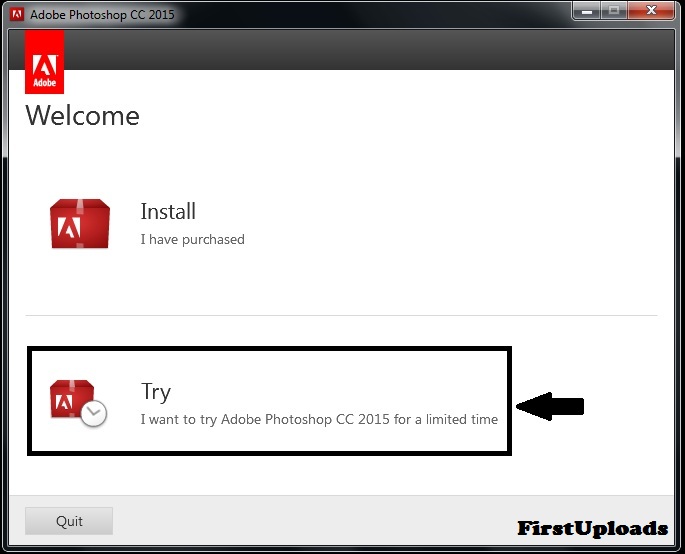 Adobe Photoshop CC 2015
Adobe
Welcome
Install
I have purchased
Try
I want to try Adobe Photoshop CC 2015 for a limited time
Quit
FirstUploads